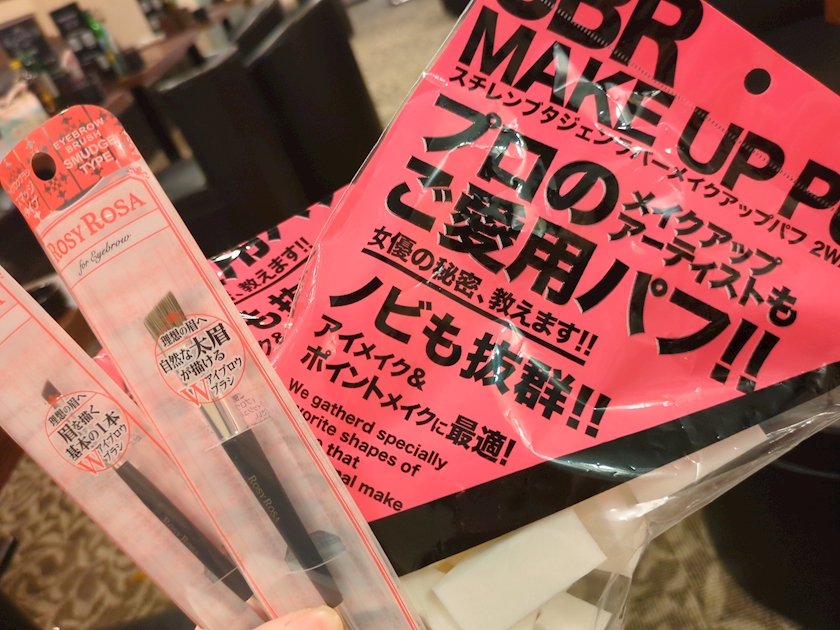 EYEBROW
BRUSH
SMUDGE
TYPE
ROSY ROSA
for Eyebrow
理想の眉へ
自然な太眉
が描ける
Wアイブロウ
ブラシ
RosyRosa
理想の眉へ
眉を描く
基本の1本
Wアイブロウ
ブラシ
RosyRosa
教えます!!
SBR
MAKE UP P
スチレンブタジエンラバーメイクアップパフ 2W
プロのメイクアップ
アーティストも
ご愛用パフ!!
女優の秘密、教えます!!
ノビも抜群!!
アイメイク&
ポイントメイクに最適!
We gatherd specially
vorite shapes of
that
al make